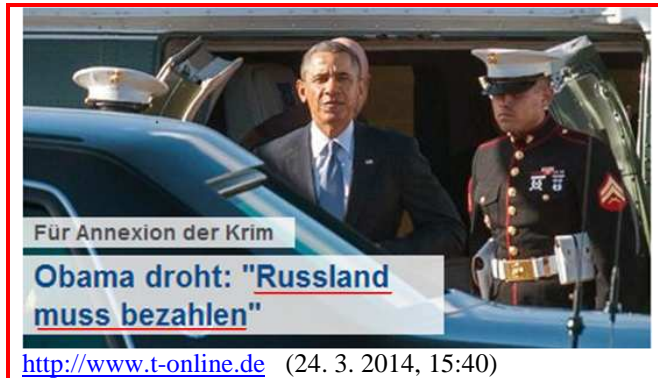 Für Annexion der Krim
Obama droht: "Russland
muss bezahlen"
http://www.t-online.de (24. 3. 2014, 15:40)